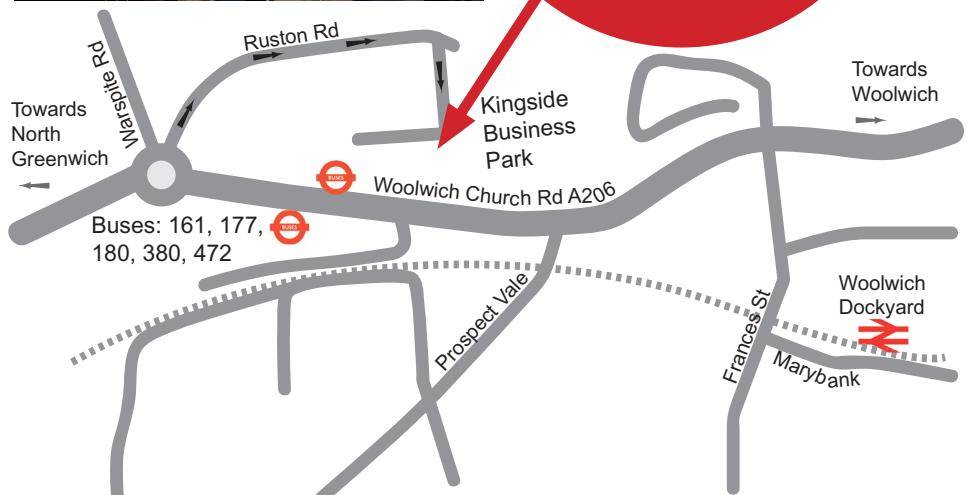 Warspite Rd
Ruston Rd
Towards
North
Greenwich
Kingside
Business
Park
Towards
Woolwich
BUSES
Woolwich Church Rd A206
Buses: 161, 177,
180, 380, 472
BUSES
Prospect Vale
Frances St
Woolwich
Dockyard
Marybank